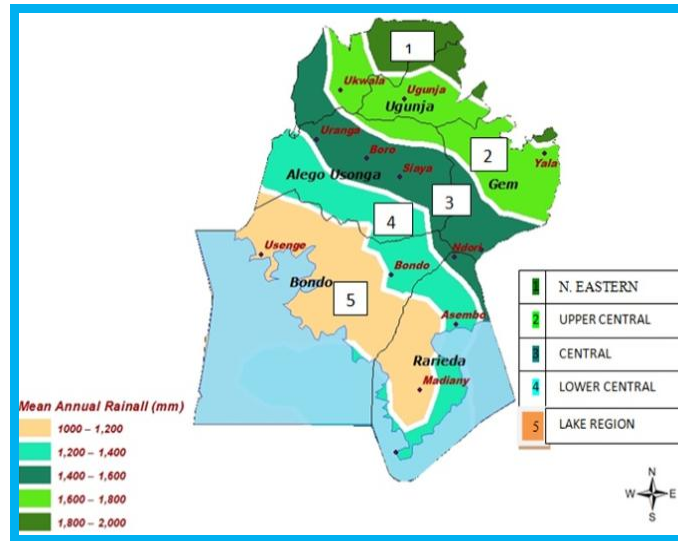 1
Ukwala
Ugunja
Ugunja
Uranga
Boro
2
Yala
Siaya
Gem
Alego Usonga
3
4
Ndori
Usenge
Bondo
Bondo
5
Asembo
Rarieda
Madiany
1 N. EASTERN
2 UPPER CENTRAL
3 CENTRAL
4 LOWER CENTRAL
5 LAKE REGION
Mean Annual Rainall (mm)
1000 – 1,200
1,200 – 1,400
1,400 – 1,600
1,600 – 1,800
1,800 – 2,000
N
W E
S